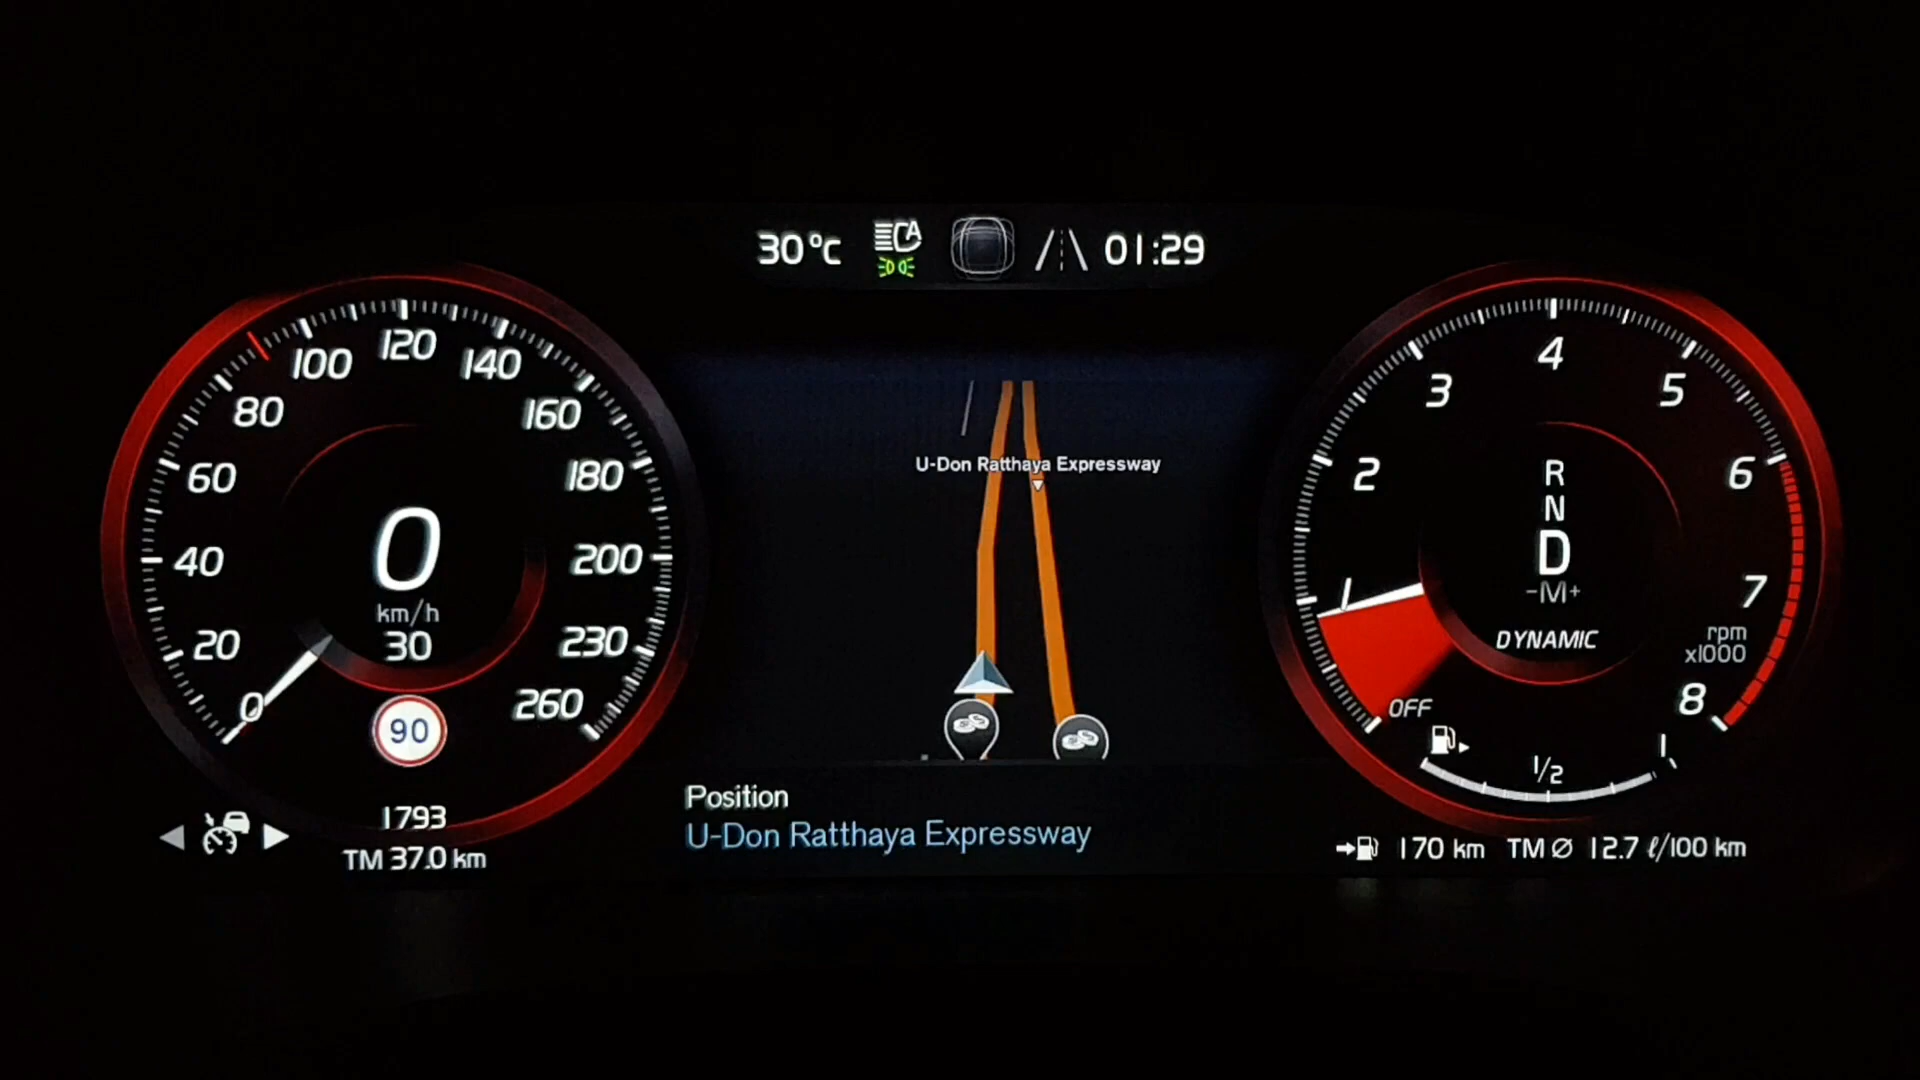 30°C A 01:29
0
20
40
60
80
100
120
140
160
180
200
230
260
0
km/h
30
90
1793
TM 37.0 km
U-Don Ratthaya Expressway
Position
U-Don Ratthaya Expressway
OFF
1
2
3
4
5
6
7
8
R
N
D
-M+
DYNAMIC
rpm
x1000
1/2
1
170 km TM Ø 12.7 ℓ/100 km